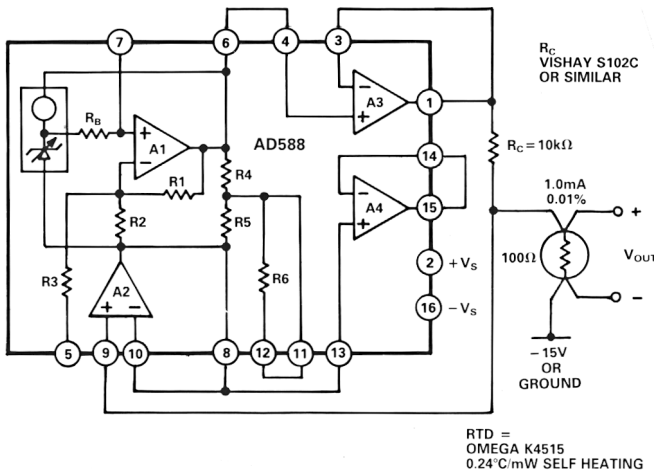 7
6
4
3
R_C
VISHAY S102C
OR SIMILAR
R_B
+
−
A1
AD588
−
+
A3
1
R1
R4
R_C = 10kΩ
14
−
+
A4
15
1.0mA
0.01%
+
R2
R5
R3
R6
100Ω
V_OUT
2
+V_S
−
A2
+
−
16
−V_S
5
9
10
8
12
11
13
−15V
OR
GROUND
RTD =
OMEGA K4515
0.24°C/mW SELF HEATING